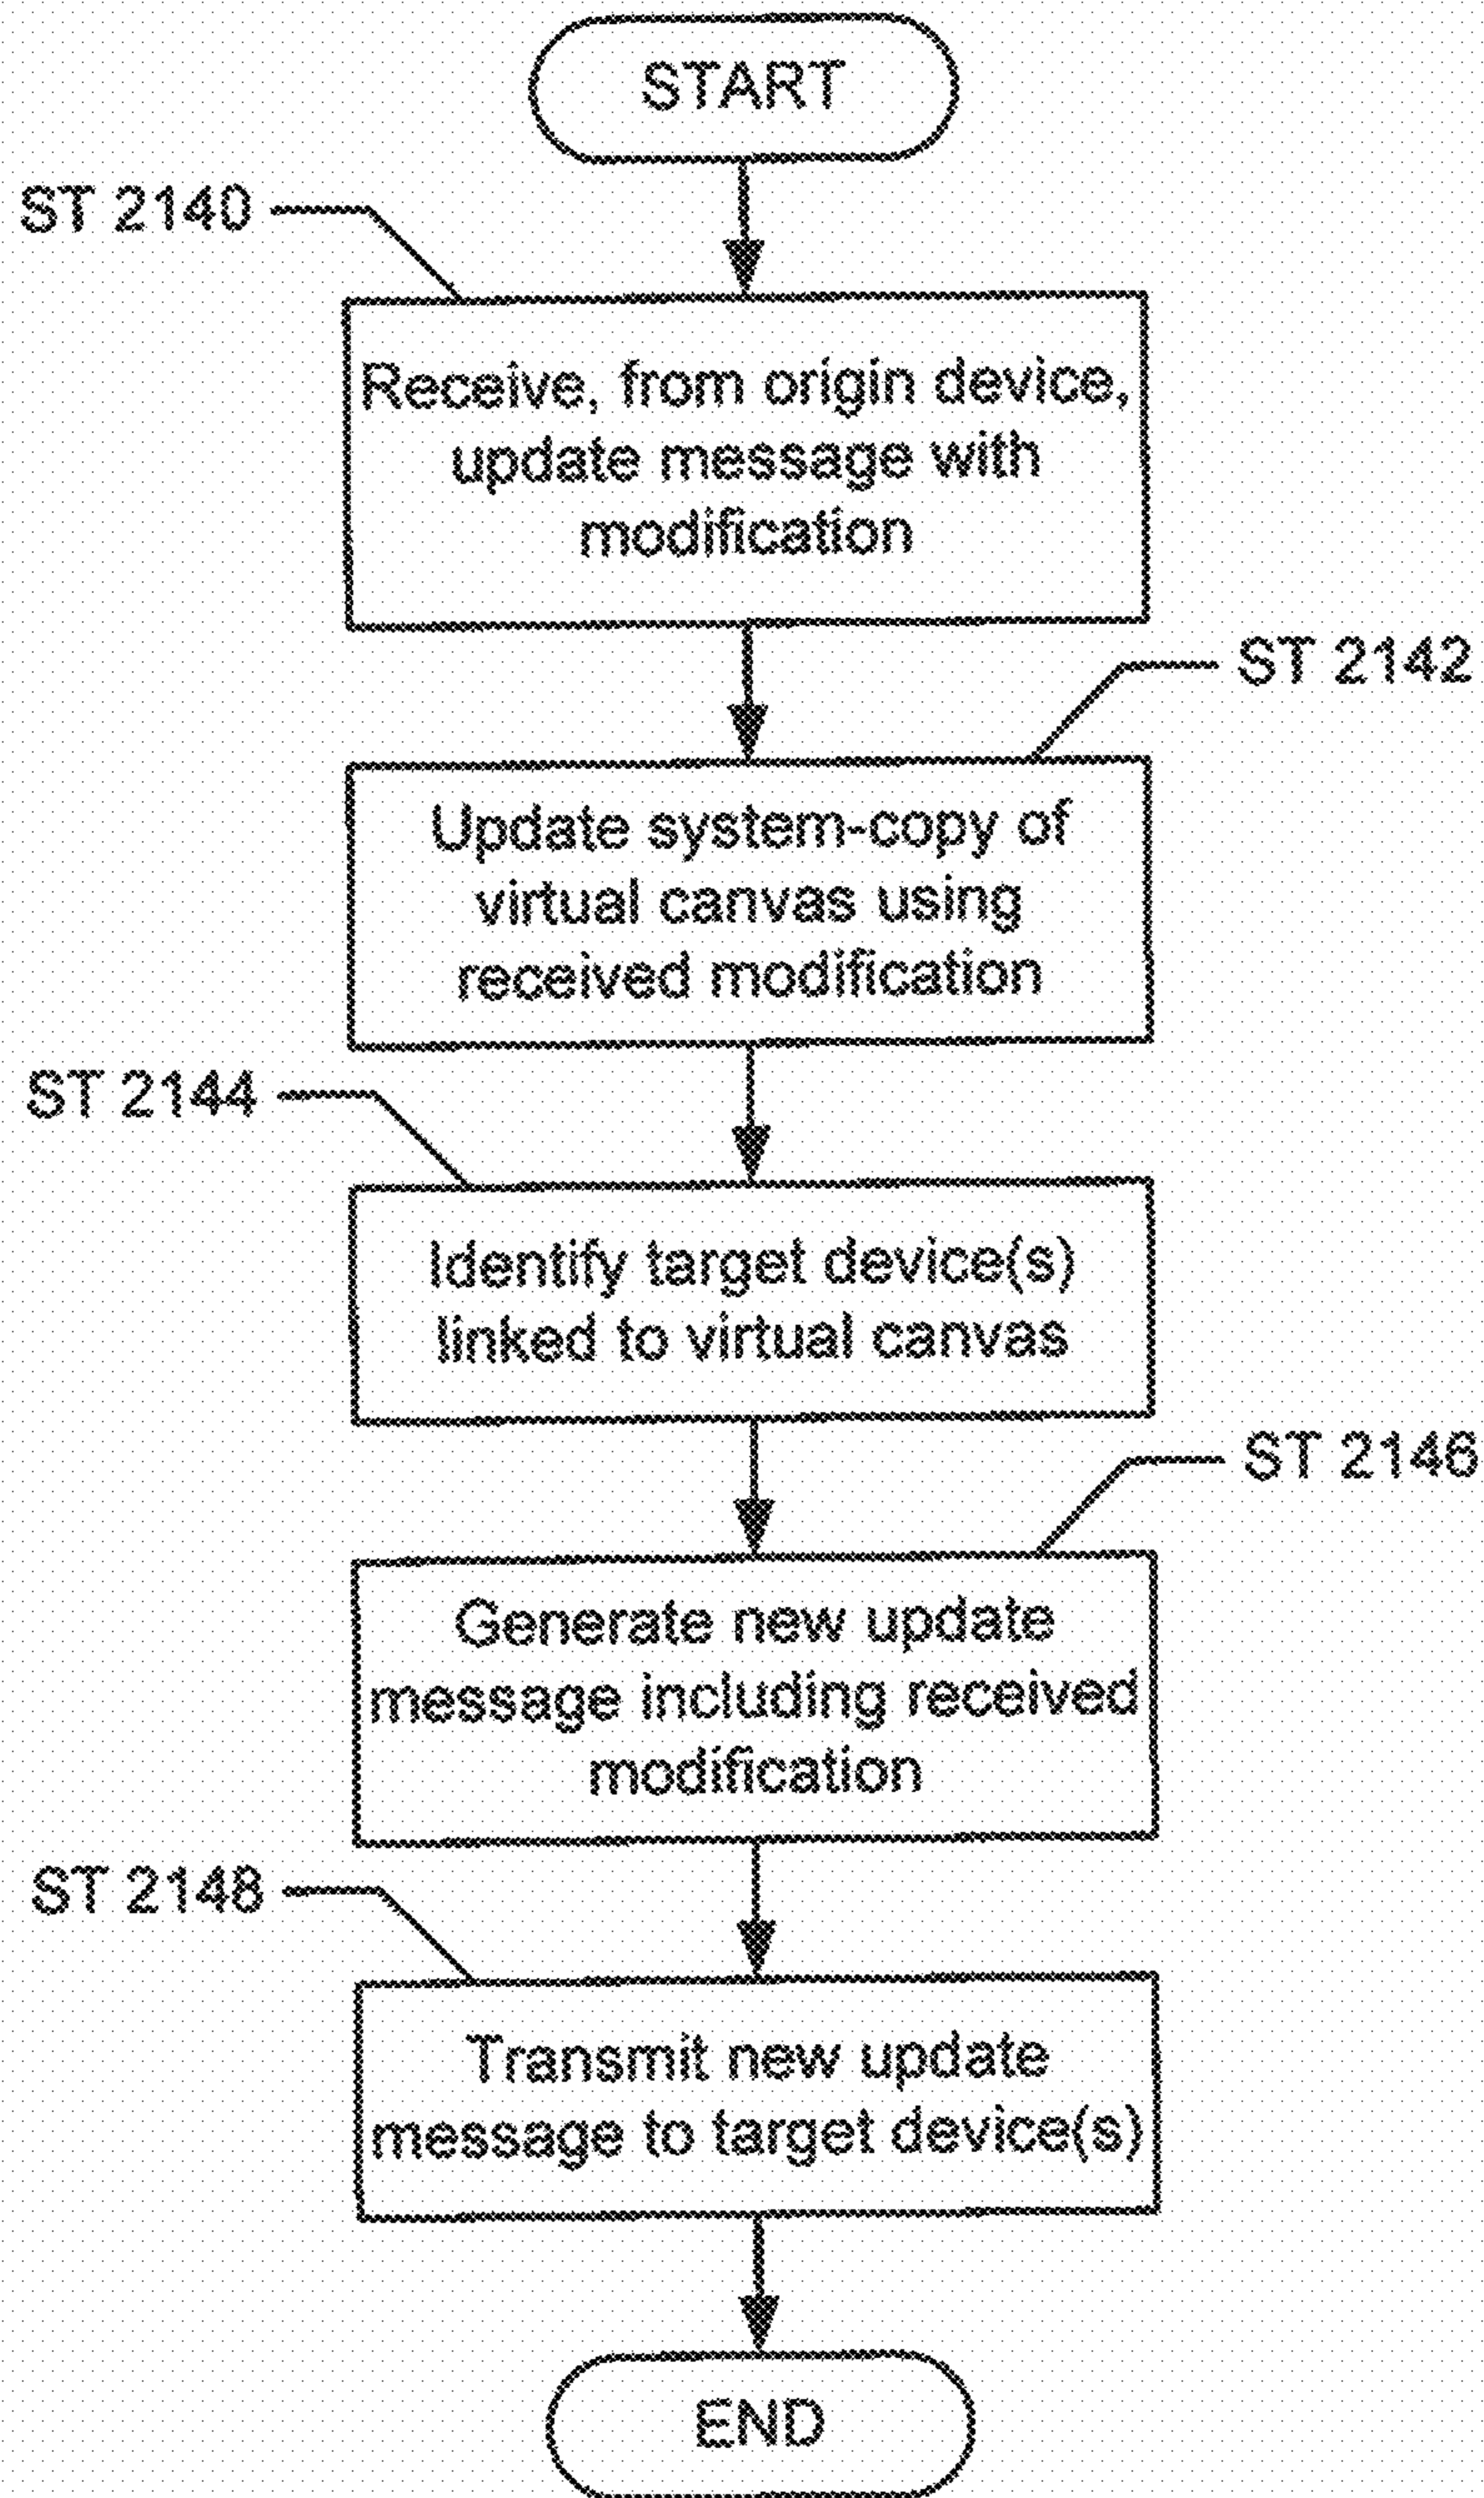 START
ST 2140
Receive, from origin device,
update message with
modification
ST 2142
Update system-copy of
virtual canvas using
received modification
ST 2144
Identify target device(s)
linked to virtual canvas
ST 2146
Generate new update
message including received
modification
ST 2148
Transmit new update
message to target device(s)
END